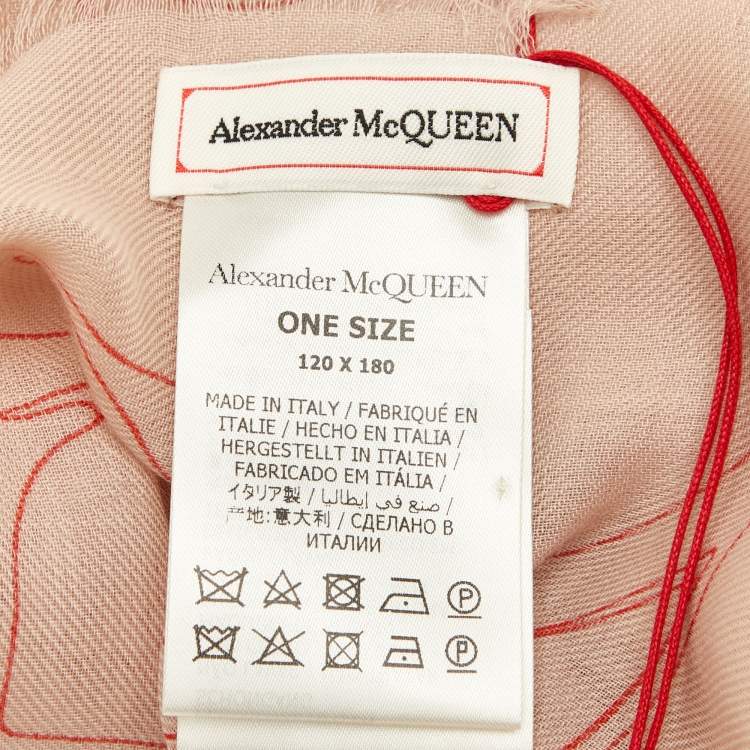 Alexander McQUEEN
Alexander McQUEEN
ONE SIZE
120 X 180
MADE IN ITALY / FABRIQUÉ EN
ITALIE / HECHO EN ITALIA /
HERGESTELLT IN ITALIEN /
FABRICADO EM ITÁLIA /
イタリア製 / صنع في إيطاليا /
产地:意大利 / СДЕЛАНО В
ИТАЛИИ
P
P